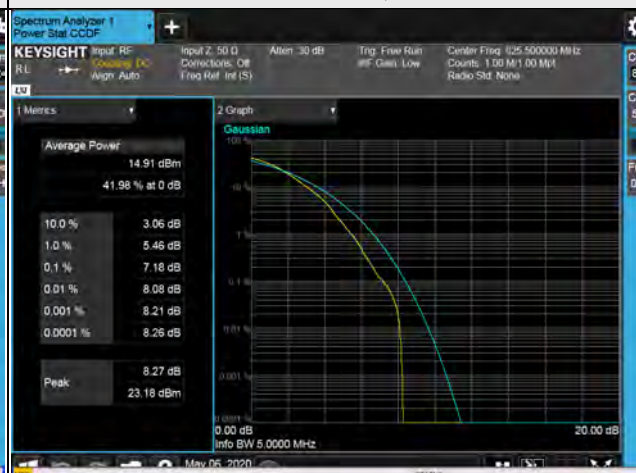 Spectrum Analyzer 1
Power Stat CCDF
+
KEYSIGHT
RL
Input: RF
Coupling: DC
Align: Auto
Input Z: 50 Ω
Corrections: Off
Freq Ref: Int (S)
Atten: 30 dB
Trig: Free Run
#IF Gain: Low
Center Freq: 825.500000 MHz
Counts: 1.00 M/1.00 Mpt
Radio Std: None
1 Metrics
Average Power
14.91 dBm
41.98 % at 0 dB
10.0 % 3.06 dB
1.0 % 5.46 dB
0.1 % 7.18 dB
0.01 % 8.08 dB
0.001 % 8.21 dB
0.0001 % 8.26 dB
Peak
8.27 dB
23.18 dBm
2 Graph
Gaussian
100 %
10 %
1 %
0.1 %
0.01 %
0.001 %
0.0001 %
0.00 dB
20.00 dB
Info BW 5.0000 MHz
May 06, 2020